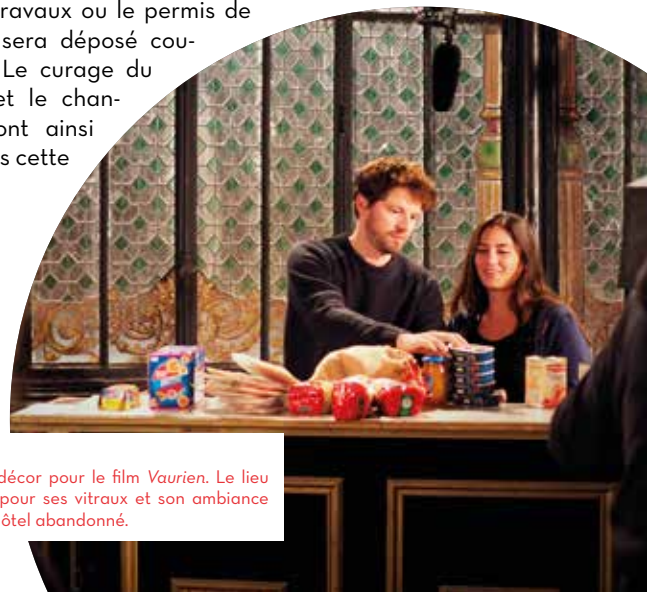 ravaux ou le permis de
sera déposé cou-
Le curage du
et le chan-
ont ainsi
s cette
décor pour le film Vaurien. Le lieu
pour ses vitraux et son ambiance
ôtel abandonné.